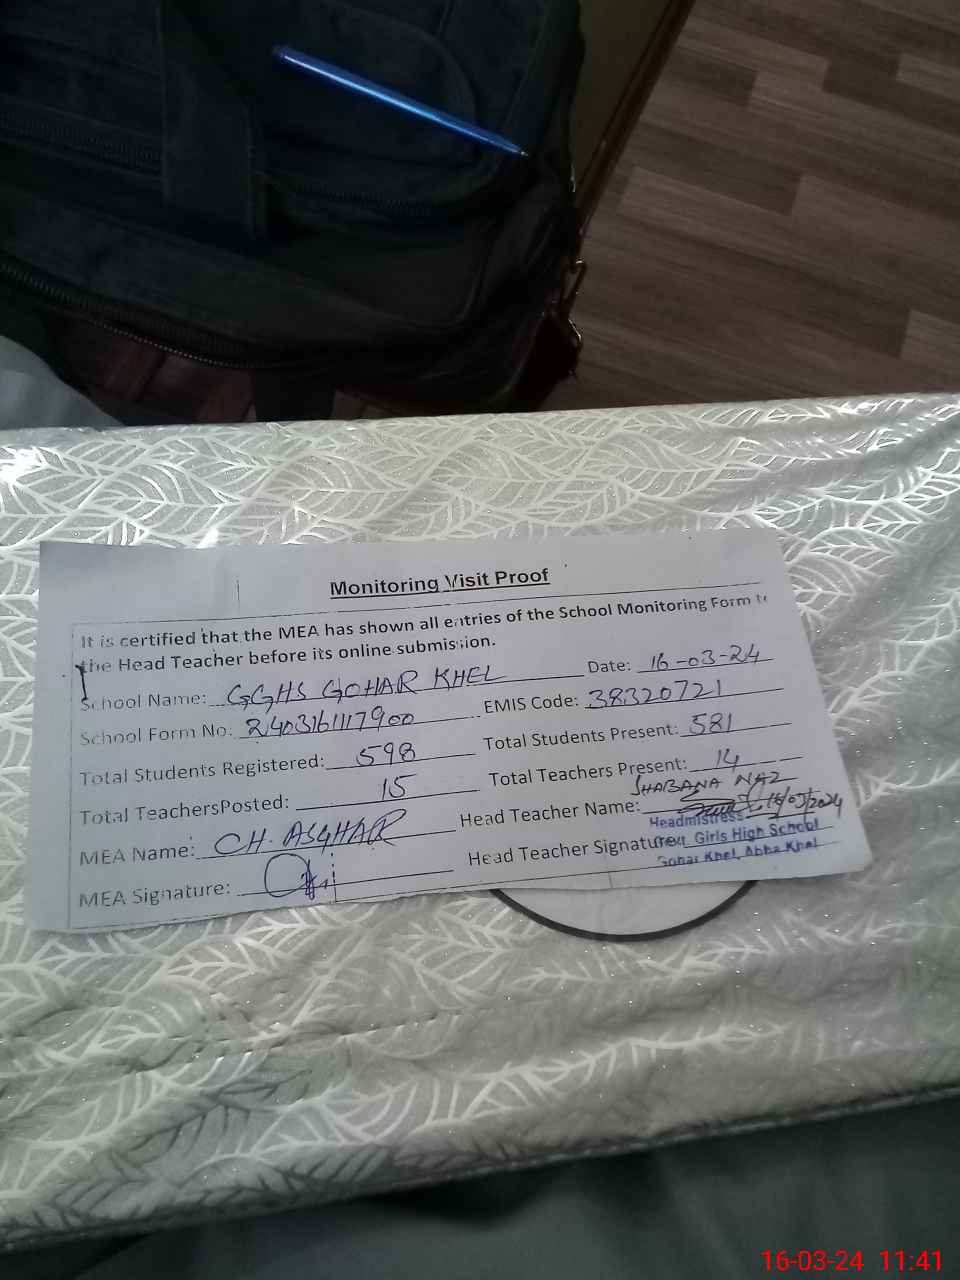 Monitoring Visit Proof
It is certified that the MEA has shown all entries of the School Monitoring Form to
the Head Teacher before its online submission.
School Name: GGHS GOHAR KHEL Date: 16-03-24
School Form No: 2403161117900 EMIS Code: 38320721
Total Students Registered: 598 Total Students Present: 581
Total TeachersPosted: 15 Total Teachers Present: 14
MEA Name: CH. ASGHAR Head Teacher Name: SHABANA NAZ
16/03/2024
MEA Signature: Head Teacher Signature:
Headmistress
Govt. Girls High School
Gohar Khel, Abba Khel
16-03-24 11:41